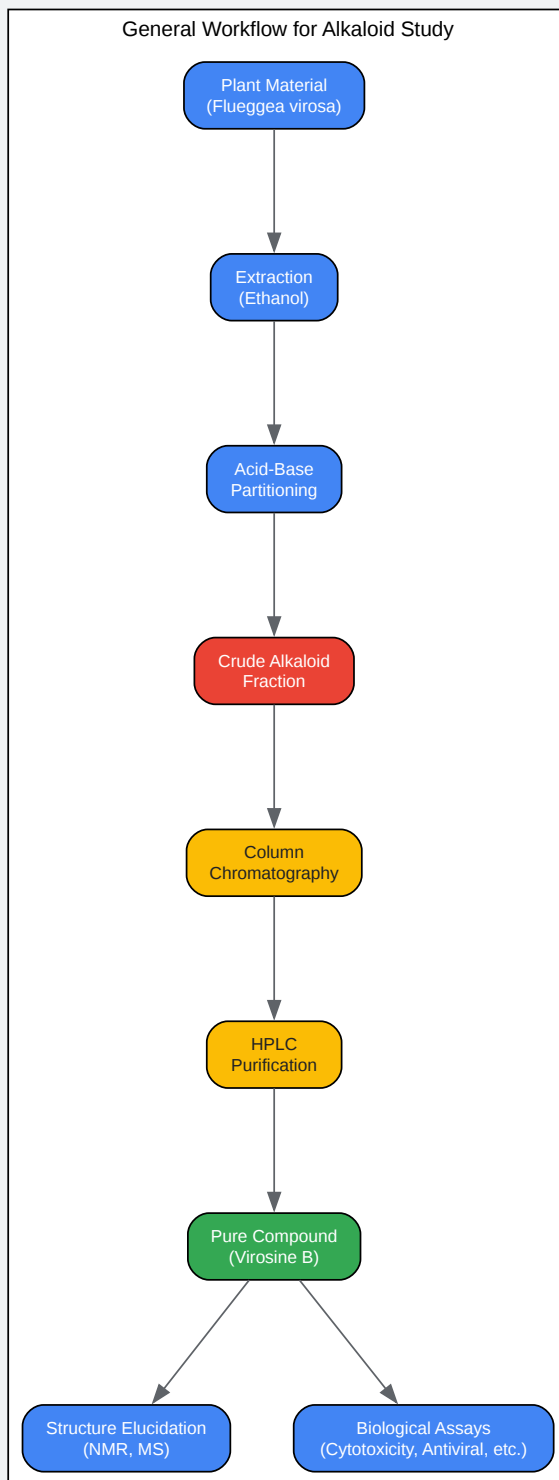 General Workflow for Alkaloid Study
Plant Material
(Flueggea virosa)
Extraction
(Ethanol)
Acid-Base
Partitioning
Crude Alkaloid
Fraction
Column
Chromatography
HPLC
Purification
Pure Compound
(Virosine B)
Structure Elucidation
(NMR, MS)
Biological Assays
(Cytotoxicity, Antiviral, etc.)